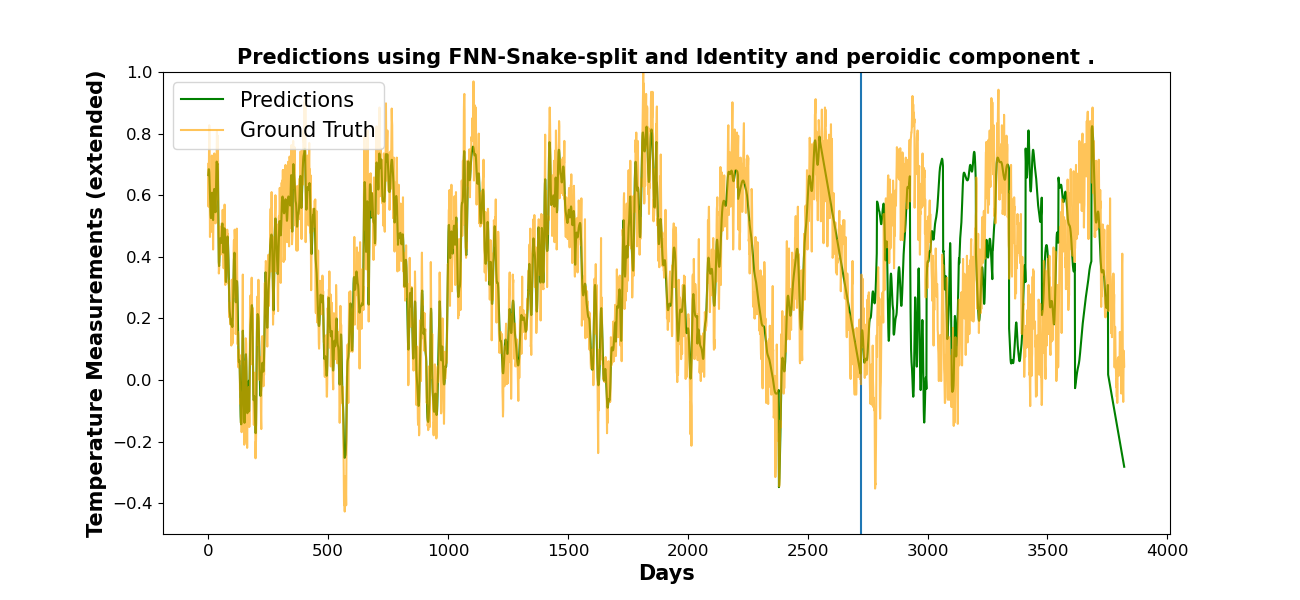 Predictions using FNN-Snake-split and Identity and peroidic component .
Temperature Measurements (extended)
1.0
0.8
0.6
0.4
0.2
0.0
−0.2
−0.4
Predictions
Ground Truth
0 500 1000 1500 2000 2500 3000 3500 4000
Days